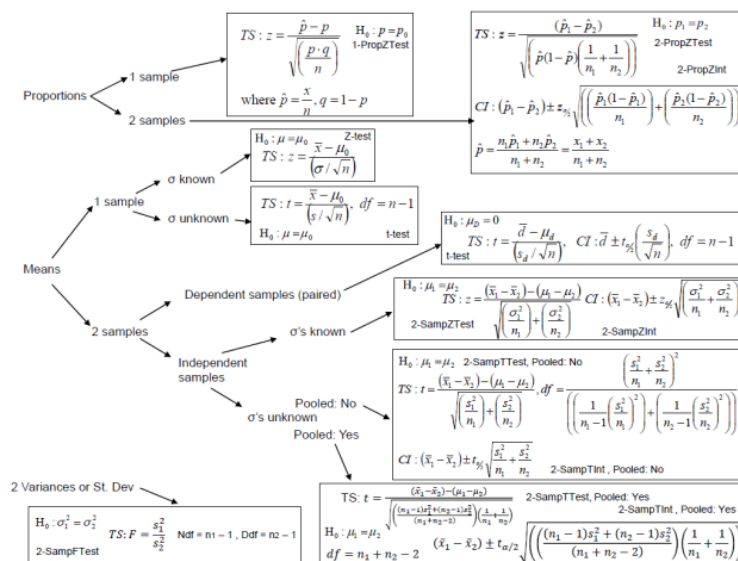 Proportions
1 sample
2 samples
TS : z = (p̂ − p) / √((p·q)/n)
H₀ : p = p₀
1-PropZTest
where p̂ = x/n, q = 1 − p
TS : z = (p̂₁ − p̂₂) / √(p̂(1−p̂)(1/n₁ + 1/n₂))
H₀ : p₁ = p₂
2-PropZTest
2-PropZInt
CI : (p̂₁ − p̂₂) ± z_{α/2} √((p̂₁(1−p̂₁)/n₁) + (p̂₂(1−p̂₂)/n₂))
p̂ = (n₁p̂₁ + n₂p̂₂)/(n₁ + n₂) = (x₁ + x₂)/(n₁ + n₂)
Means
1 sample
σ known
H₀ : μ = μ₀ Z-test
TS : z = (x̄ − μ₀)/(σ/√n)
σ unknown
TS : t = (x̄ − μ₀)/(s/√n), df = n − 1
H₀ : μ = μ₀ t-test
2 samples
Dependent samples (paired)
H₀ : μ_D = 0
TS : t = (d̄ − μ_d)/(s_d/√n), CI : d̄ ± t_{α/2}(s_d/√n), df = n − 1
t-test
Independent
samples
σ's known
H₀ : μ₁ = μ₂
TS : z = ((x̄₁ − x̄₂) − (μ₁ − μ₂)) / √((σ₁²/n₁) + (σ₂²/n₂)) CI : (x̄₁ − x̄₂) ± z_{α/2} √(σ₁²/n₁ + σ₂²/n₂)
2-SampZTest 2-SampZInt
σ's unknown
Pooled: No
Pooled: Yes
H₀ : μ₁ = μ₂ 2-SampTTest, Pooled: No
TS : t = ((x̄₁ − x̄₂) − (μ₁ − μ₂)) / √((s₁²/n₁) + (s₂²/n₂)), df = (s₁²/n₁ + s₂²/n₂)² / ((1/(n₁−1) (s₁²/n₁)²) + (1/(n₂−1) (s₂²/n₂)²))
CI : (x̄₁ − x̄₂) ± t_{α/2} √(s₁²/n₁ + s₂²/n₂)
2-SampTInt , Pooled: No
TS: t = ((x̄₁−x̄₂)−(μ₁−μ₂)) / √(((n₁−1)s₁²+(n₂−1)s₂²)/(n₁+n₂−2) (1/n₁+1/n₂))
2-SampTTest, Pooled: Yes
2-SampTInt , Pooled: Yes
H₀ : μ₁ = μ₂
df = n₁ + n₂ − 2
(x̄₁ − x̄₂) ± t_{α/2} √((((n₁ − 1)s₁² + (n₂ − 1)s₂²)/(n₁ + n₂ − 2)) (1/n₁ + 1/n₂))
2 Variances or St. Dev
H₀ : σ₁² = σ₂²
TS: F = s₁²/s₂² Ndf = n₁ − 1 , Ddf = n₂ − 1
2-SampFTest